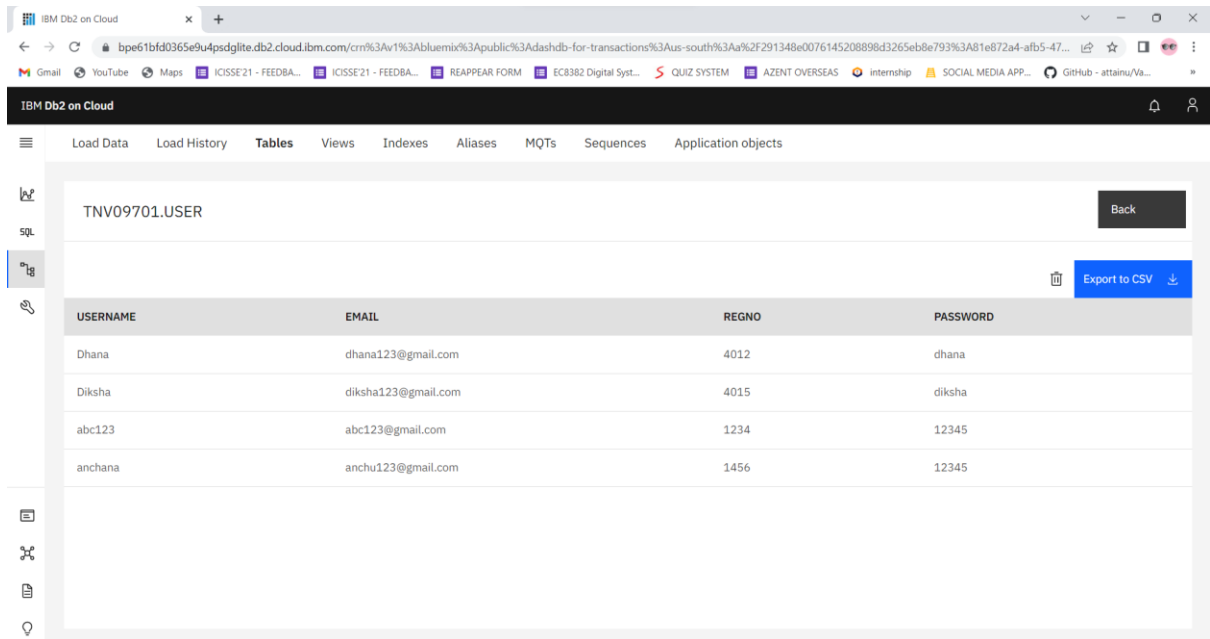 IBM Db2 on Cloud
bpe61bfd0365e9u4psdglite.db2.cloud.ibm.com/crn%3Av1%3Abluemix%3Apublic%3Adashdb-for-transactions%3Aus-south%3Aa%2F291348e0076145208898d3265eb8e793%3A81e872a4-afb5-47...
Gmail YouTube Maps ICISSE'21 - FEEDBA... ICISSE'21 - FEEDBA... REAPPEAR FORM EC8382 Digital Syst... QUIZ SYSTEM AZENT OVERSEAS internship SOCIAL MEDIA APP... GitHub - attainu/Va... »
IBM Db2 on Cloud
Load Data Load History Tables Views Indexes Aliases MQTs Sequences Application objects
TNV09701.USER Back
SQL
Export to CSV
USERNAME EMAIL REGNO PASSWORD
Dhana dhana123@gmail.com 4012 dhana
Diksha diksha123@gmail.com 4015 diksha
abc123 abc123@gmail.com 1234 12345
anchana anchu123@gmail.com 1456 12345